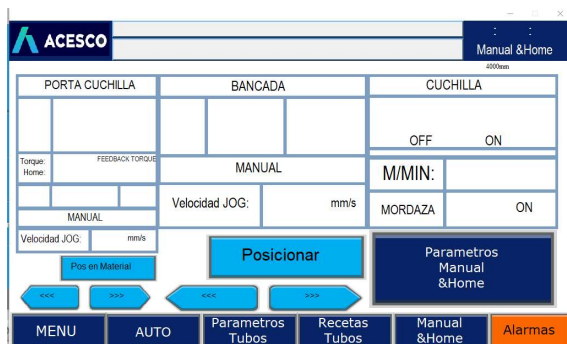 ACESCO
: :
Manual &Home
4000mm
PORTA CUCHILLA
BANCADA
CUCHILLA
OFF ON
Torque:
FEEDBACK TORQUE
Home:
MANUAL
M/MIN:
Velocidad JOG: mm/s
MORDAZA ON
MANUAL
Velocidad JOG: mm/s
Pos en Material
Posicionar
Parametros
Manual
&Home
<<< >>> <<< >>>
MENU
AUTO
Parametros
Tubos
Recetas
Tubos
Manual
&Home
Alarmas